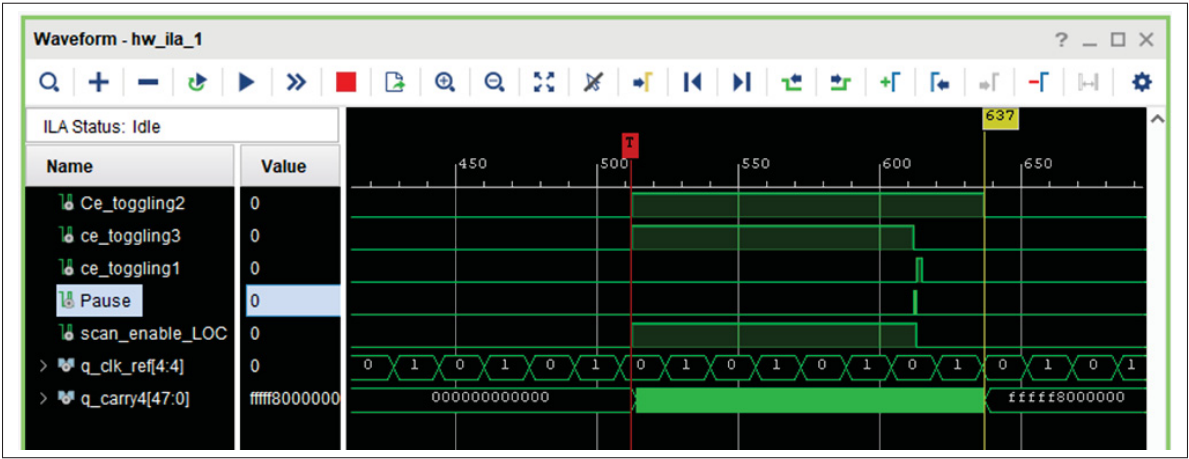 Waveform - hw_ila_1
ILA Status: Idle
637
T
450 500 550 600 650
Name Value
Ce_toggling2 0
ce_toggling3 0
ce_toggling1 0
Pause 0
scan_enable_LOC 0
q_clk_ref[4:4] 0 0 1 0 1 0 1 0 1 0 1 0 1 0 1 0 1 0 1
q_carry4[47:0] fffff8000000 000000000000 fffff8000000